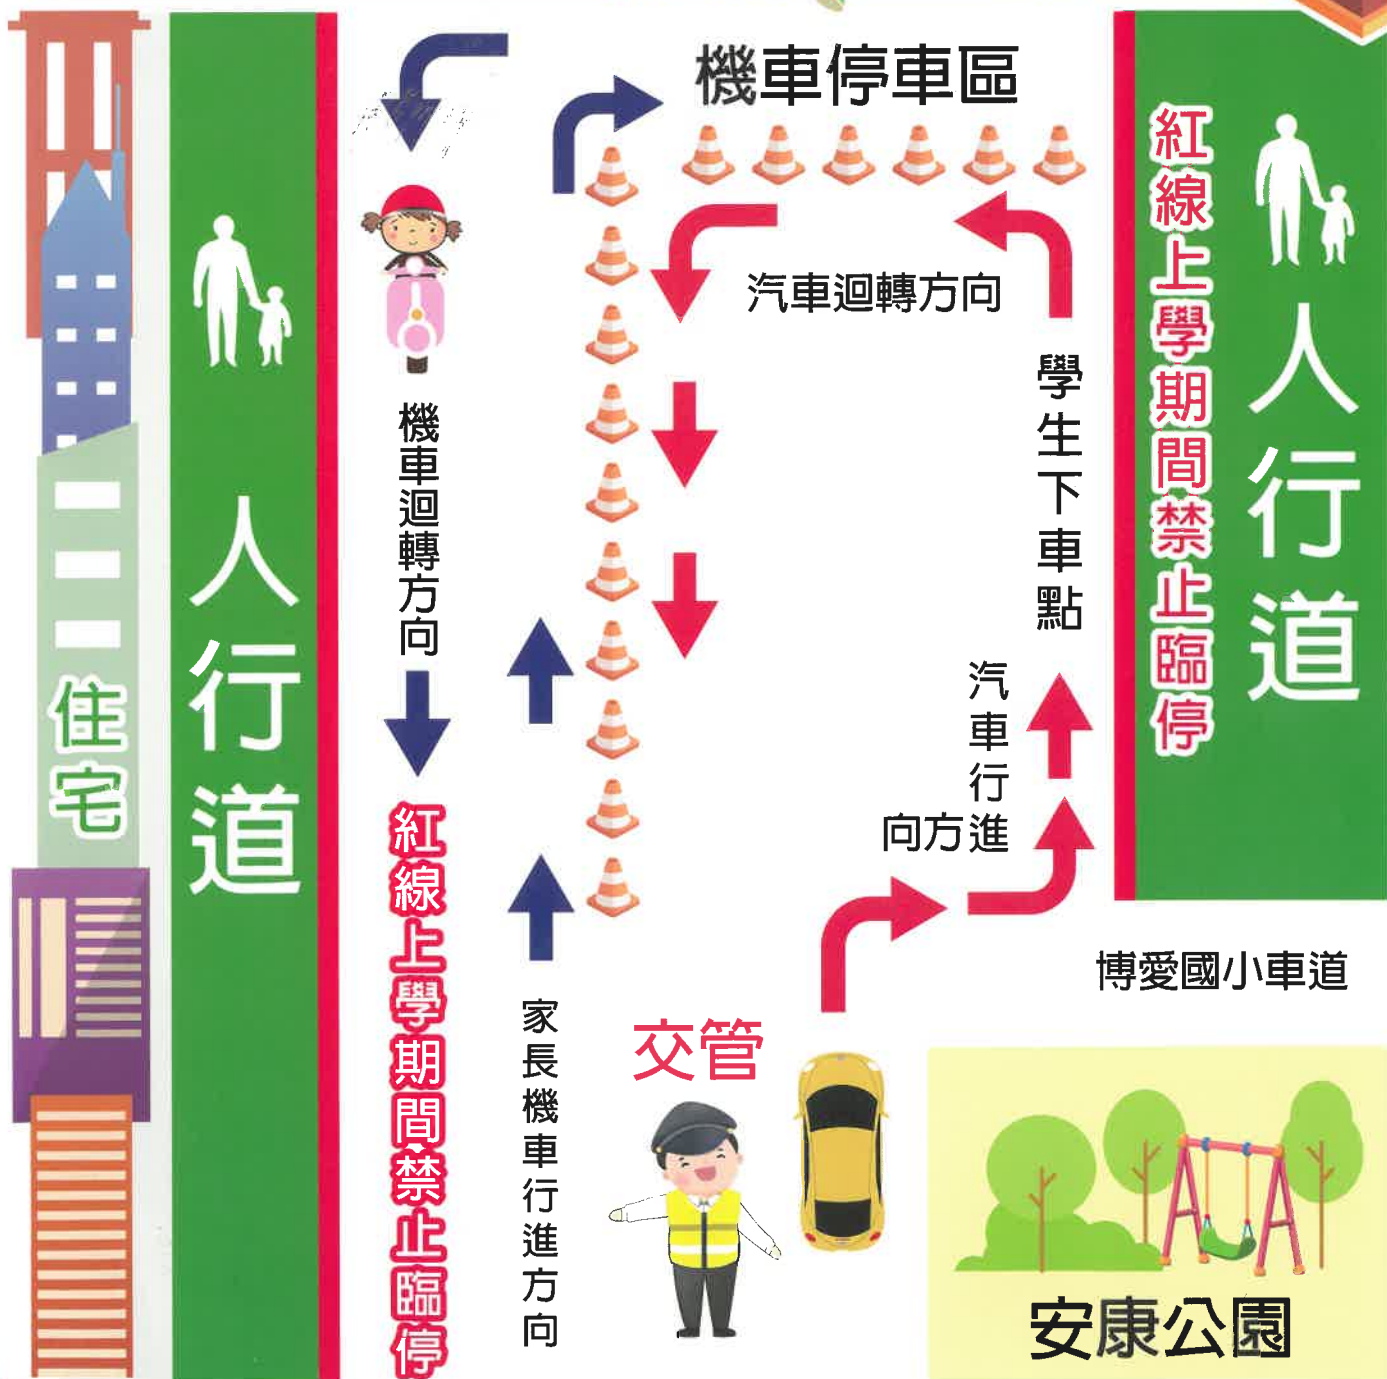 機車停車區
紅線上學期間禁止臨停
人行道
汽車迴轉方向
學生下車點
機車迴轉方向
人行道
住宅
汽車行
向方進
紅線上學期間禁止臨停
博愛國小車道
家長機車行進方向
交管
安康公園